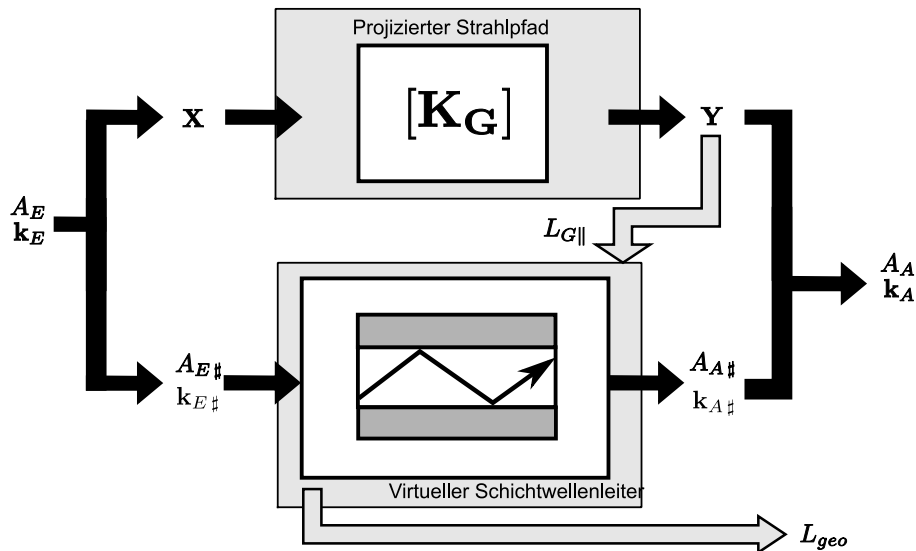 Projizierter Strahlpfad
[K_G]
X
Y
A_E
k_E
L_G∥
A_A
k_A
A_E♯
k_E♯
A_A♯
k_A♯
Virtueller Schichtwellenleiter
L_geo